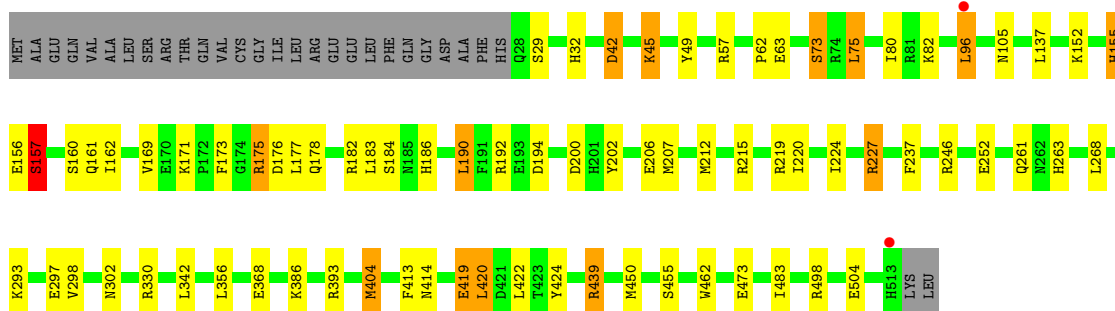 MET ALA GLU GLU GLN VAL ALA LEU SER ARG THR GLN VAL CYS GLY ILE LEU ARG GLU GLU LEU PHE GLN GLY ASP ALA PHE HIS Q28 S29 H32 D42 K45 Y49 R57 P62 E63 S73 R74 L75 I80 R81 K82 L96 N105 L137 K152 H155
E156 S157 S160 Q161 I162 V169 E170 K171 P172 F173 G174 R175 D176 L177 Q178 R182 L183 S184 N185 H186 L190 F191 R192 E193 D194 D200 H201 Y202 E206 M207 M212 R215 R219 I220 I224 R227 F237 R246 E252 Q261 N262 H263 L268
K293 E297 V298 N302 R330 L342 L356 E368 K386 R393 M404 F413 N414 E419 L420 D421 L422 T423 Y424 R439 M450 S455 W462 E473 I483 R498 E504 H513 LYS LEU